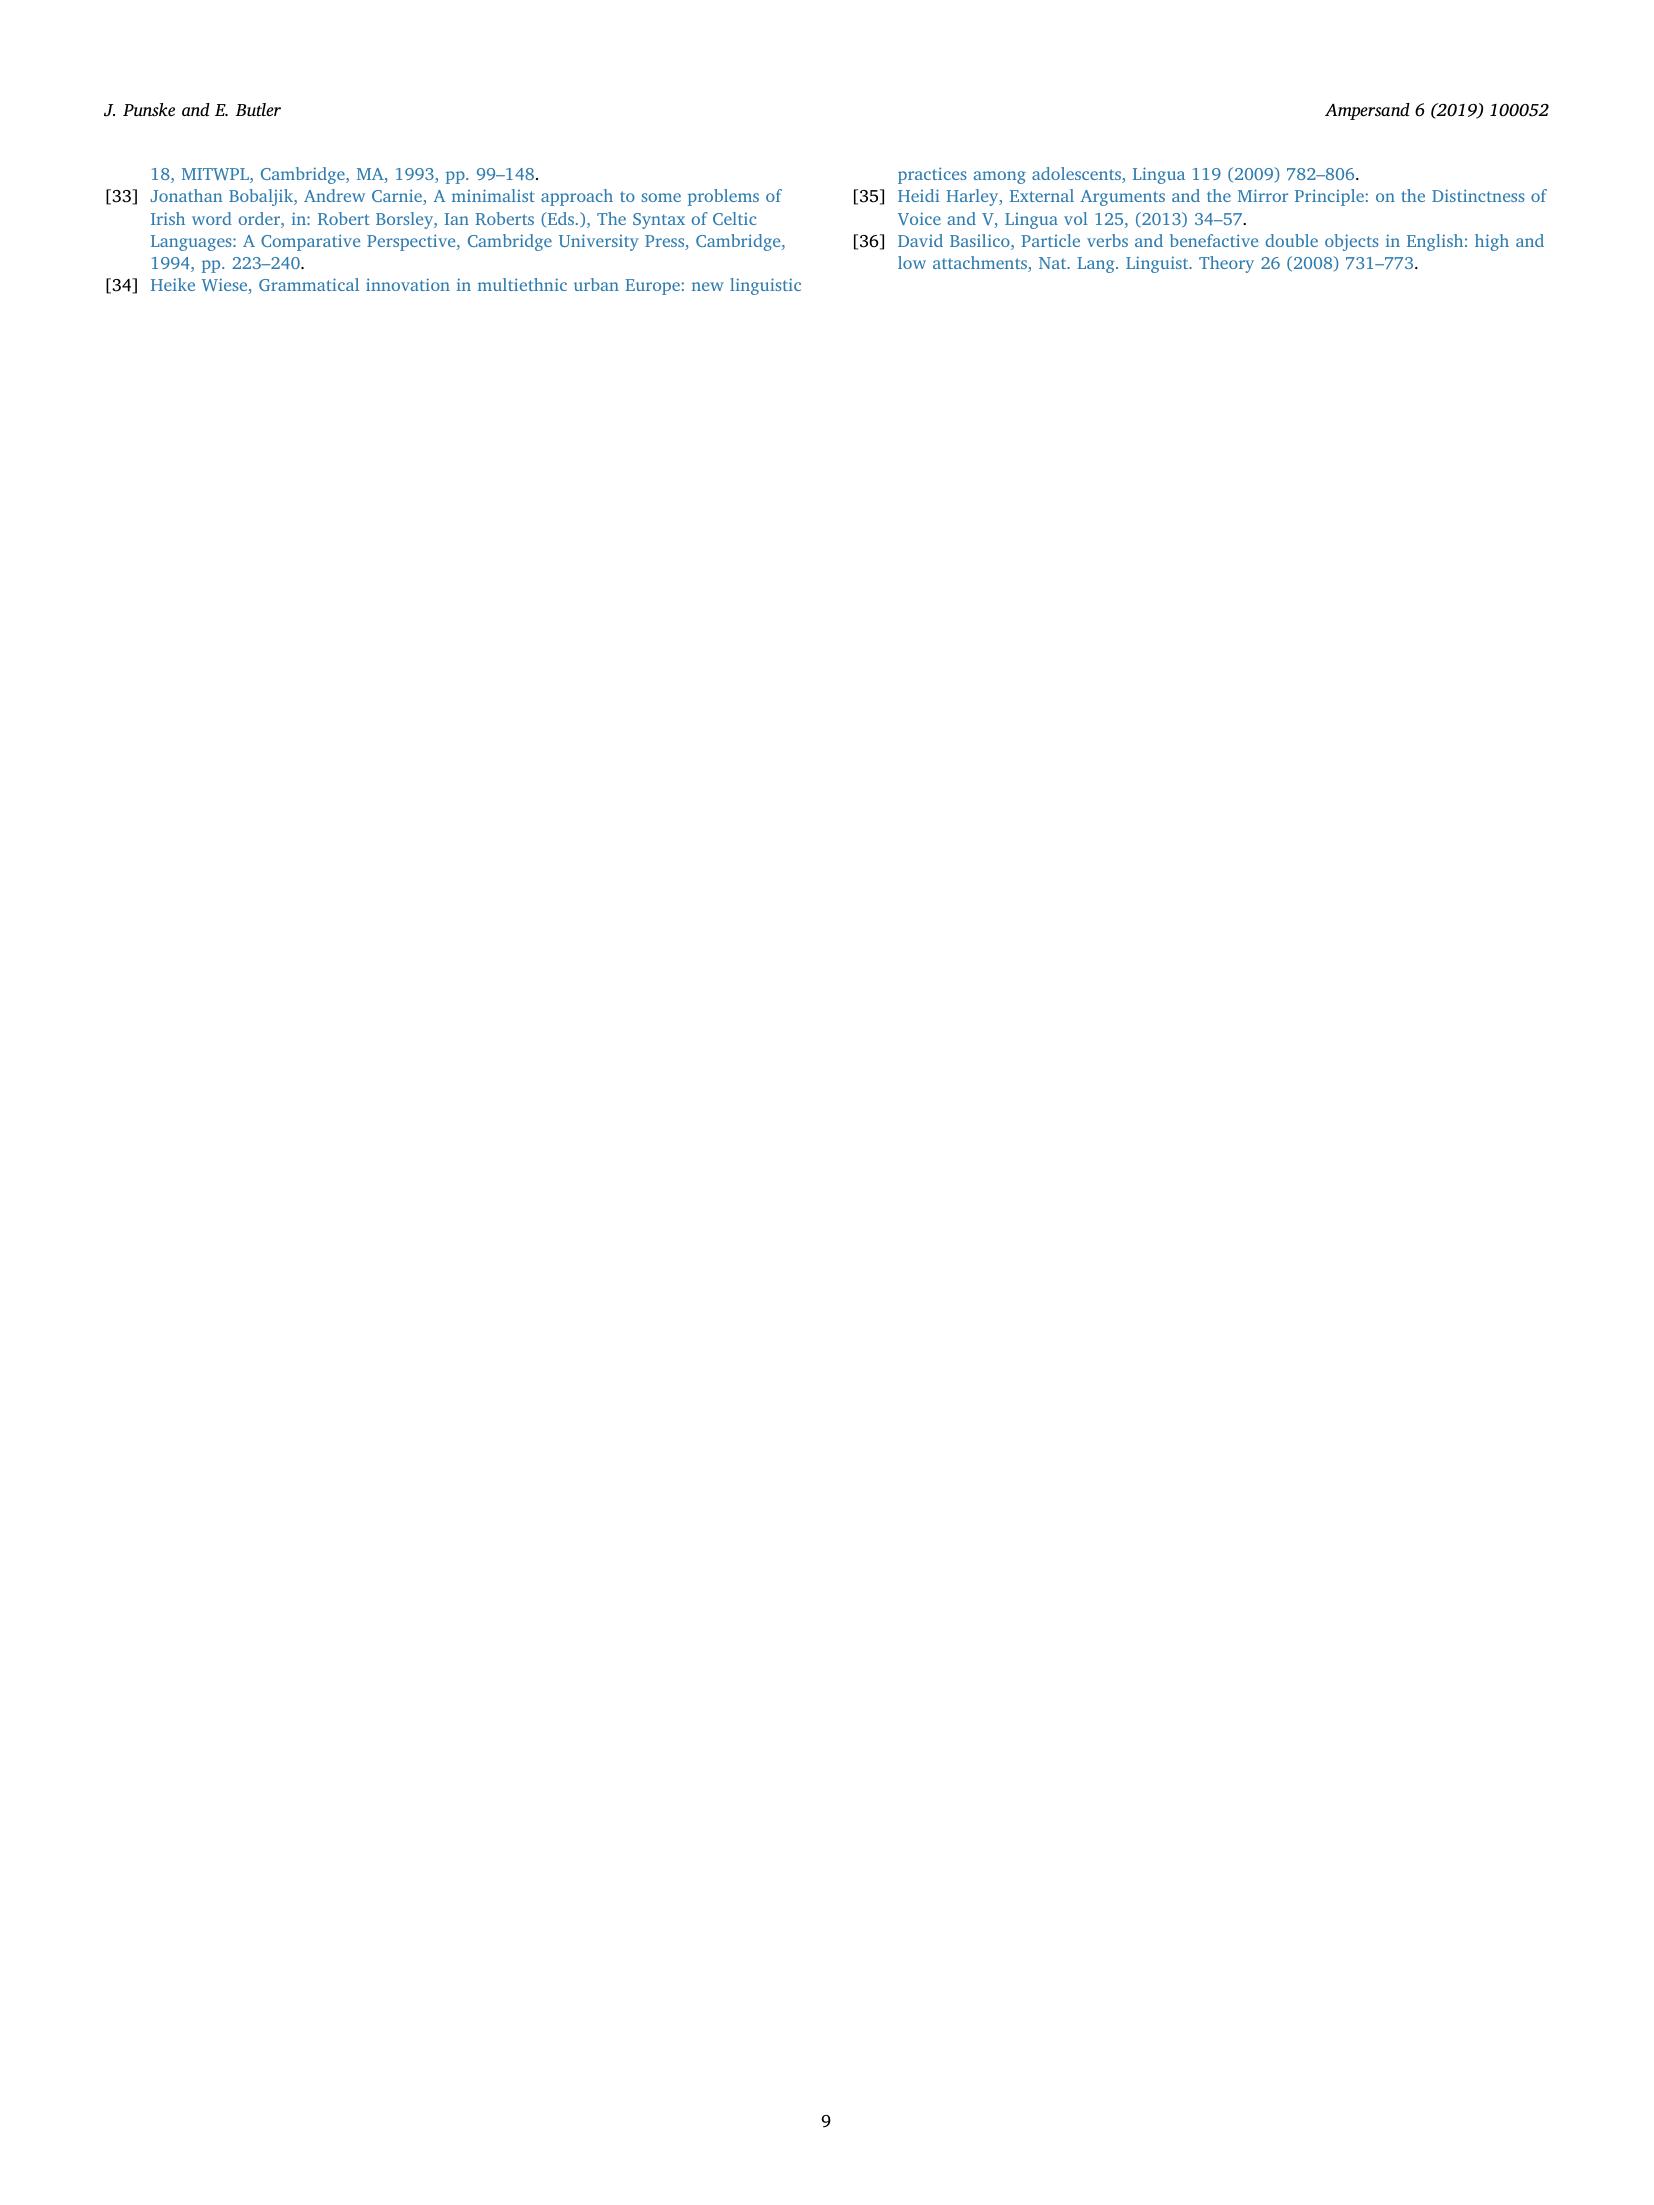 J. Punske and E. Butler
Ampersand 6 (2019) 100052
18, MITWPL, Cambridge, MA, 1993, pp. 99–148.
[33] Jonathan Bobaljik, Andrew Carnie, A minimalist approach to some problems of
Irish word order, in: Robert Borsley, Ian Roberts (Eds.), The Syntax of Celtic
Languages: A Comparative Perspective, Cambridge University Press, Cambridge,
1994, pp. 223–240.
[34] Heike Wiese, Grammatical innovation in multiethnic urban Europe: new linguistic
practices among adolescents, Lingua 119 (2009) 782–806.
[35] Heidi Harley, External Arguments and the Mirror Principle: on the Distinctness of
Voice and V, Lingua vol 125, (2013) 34–57.
[36] David Basilico, Particle verbs and benefactive double objects in English: high and
low attachments, Nat. Lang. Linguist. Theory 26 (2008) 731–773.
9